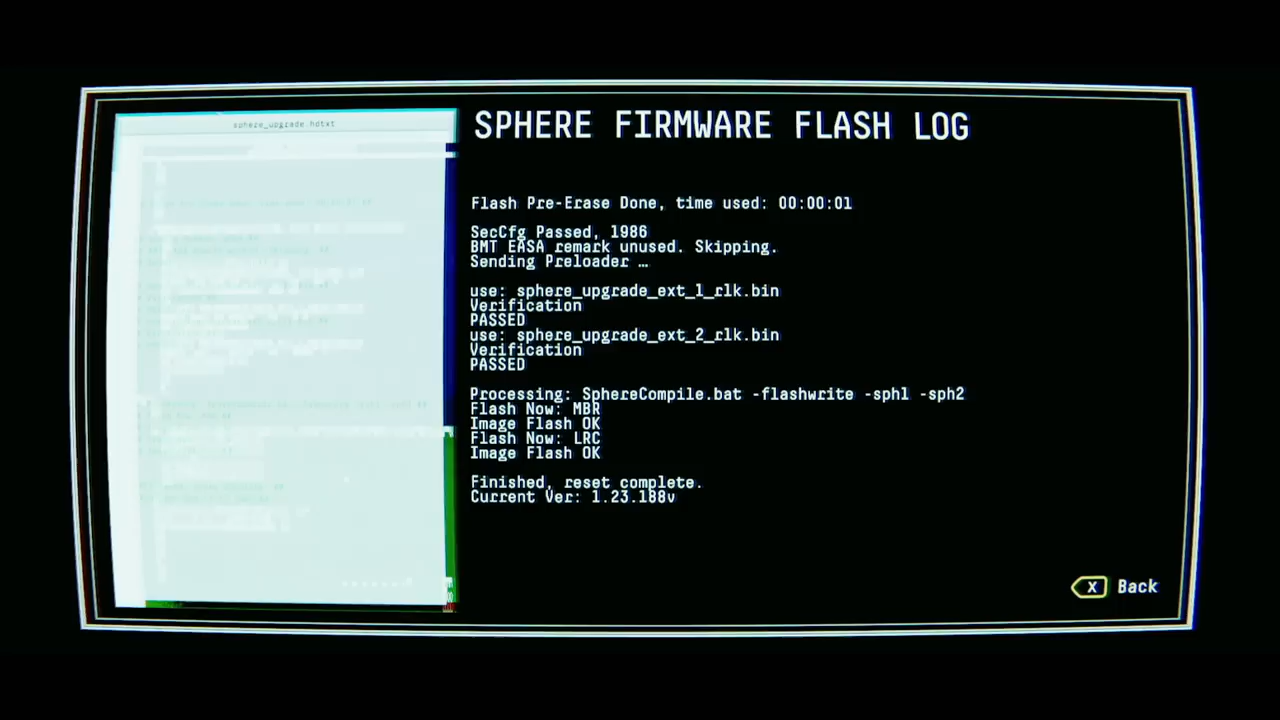 sphere_upgrade.hdtxt
SPHERE FIRMWARE FLASH LOG
Flash Pre-Erase Done, time used: 00:00:01
SecCfg Passed, 1986
BMT EASA remark unused. Skipping.
Sending Preloader …
use: sphere_upgrade_ext_1_rlk.bin
Verification
PASSED
use: sphere_upgrade_ext_2_rlk.bin
Verification
PASSED
Processing: SphereCompile.bat -flashwrite -sph1 -sph2
Flash Now: MBR
Image Flash OK
Flash Now: LRC
Image Flash OK
Finished, reset complete.
Current Ver: 1.23.188v
X Back